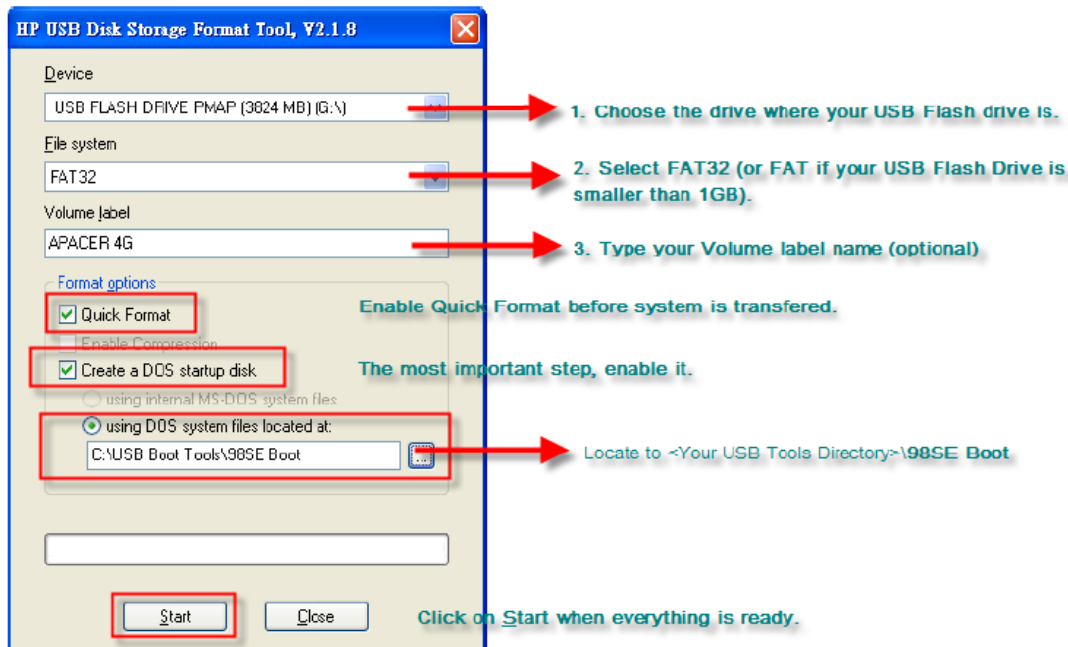 HP USB Disk Storage Format Tool, V2.1.8
Device
USB FLASH DRIVE PMAP (3824 MB) (G:\)
1. Choose the drive where your USB Flash drive is.
File system
FAT32
2. Select FAT32 (or FAT if your USB Flash Drive is
smaller than 1GB).
Volume label
APACER 4G
3. Type your Volume label name (optional)
Format options
Quick Format
Enable Quick Format before system is transfered.
Enable Compression
Create a DOS startup disk
The most important step, enable it.
using internal MS-DOS system files
using DOS system files located at:
C:\USB Boot Tools\98SE Boot
...
Locate to <Your USB Tools Directory>\98SE Boot
Start
Close
Click on Start when everything is ready.